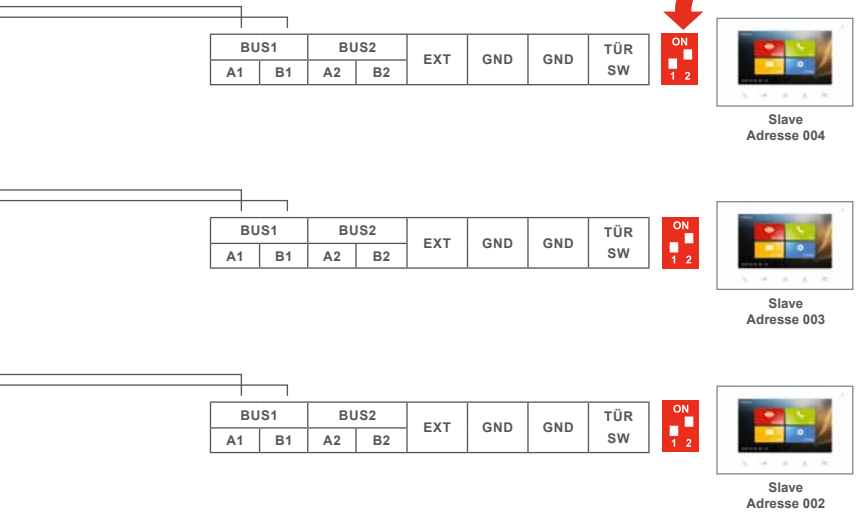 BUS1 BUS2 EXT GND GND TÜR SW
A1 B1 A2 B2
ON
1 2
Slave
Adresse 004
BUS1 BUS2 EXT GND GND TÜR SW
A1 B1 A2 B2
ON
1 2
Slave
Adresse 003
BUS1 BUS2 EXT GND GND TÜR SW
A1 B1 A2 B2
ON
1 2
Slave
Adresse 002